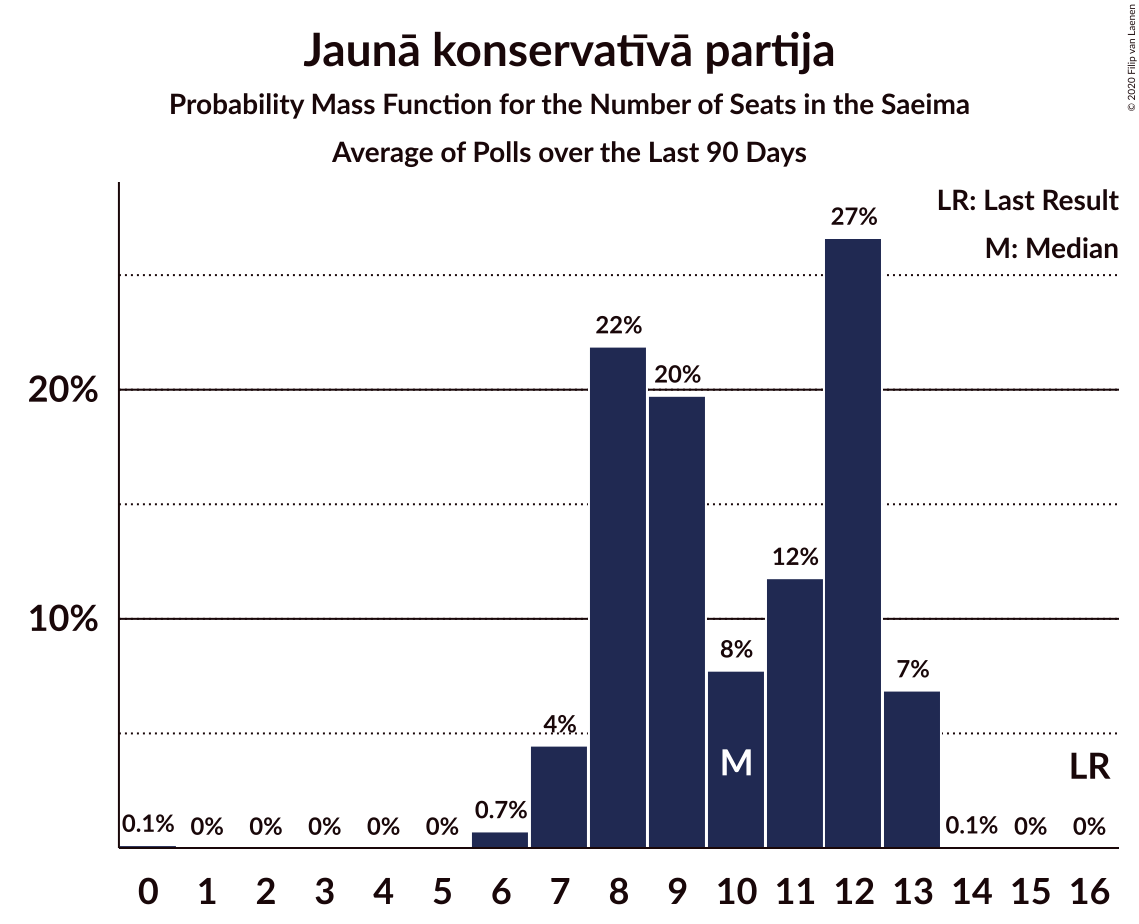 Jaunā konservatīvā partija
Probability Mass Function for the Number of Seats in the Saeima
Average of Polls over the Last 90 Days
© 2020 Filip van Laenen
LR: Last Result
M: Median
27%
22%
20%
20%
12%
10%
8%
7%
4%
M
LR
0.1% 0% 0% 0% 0% 0% 0.7% 0.1% 0% 0%
0 1 2 3 4 5 6 7 8 9 10 11 12 13 14 15 16